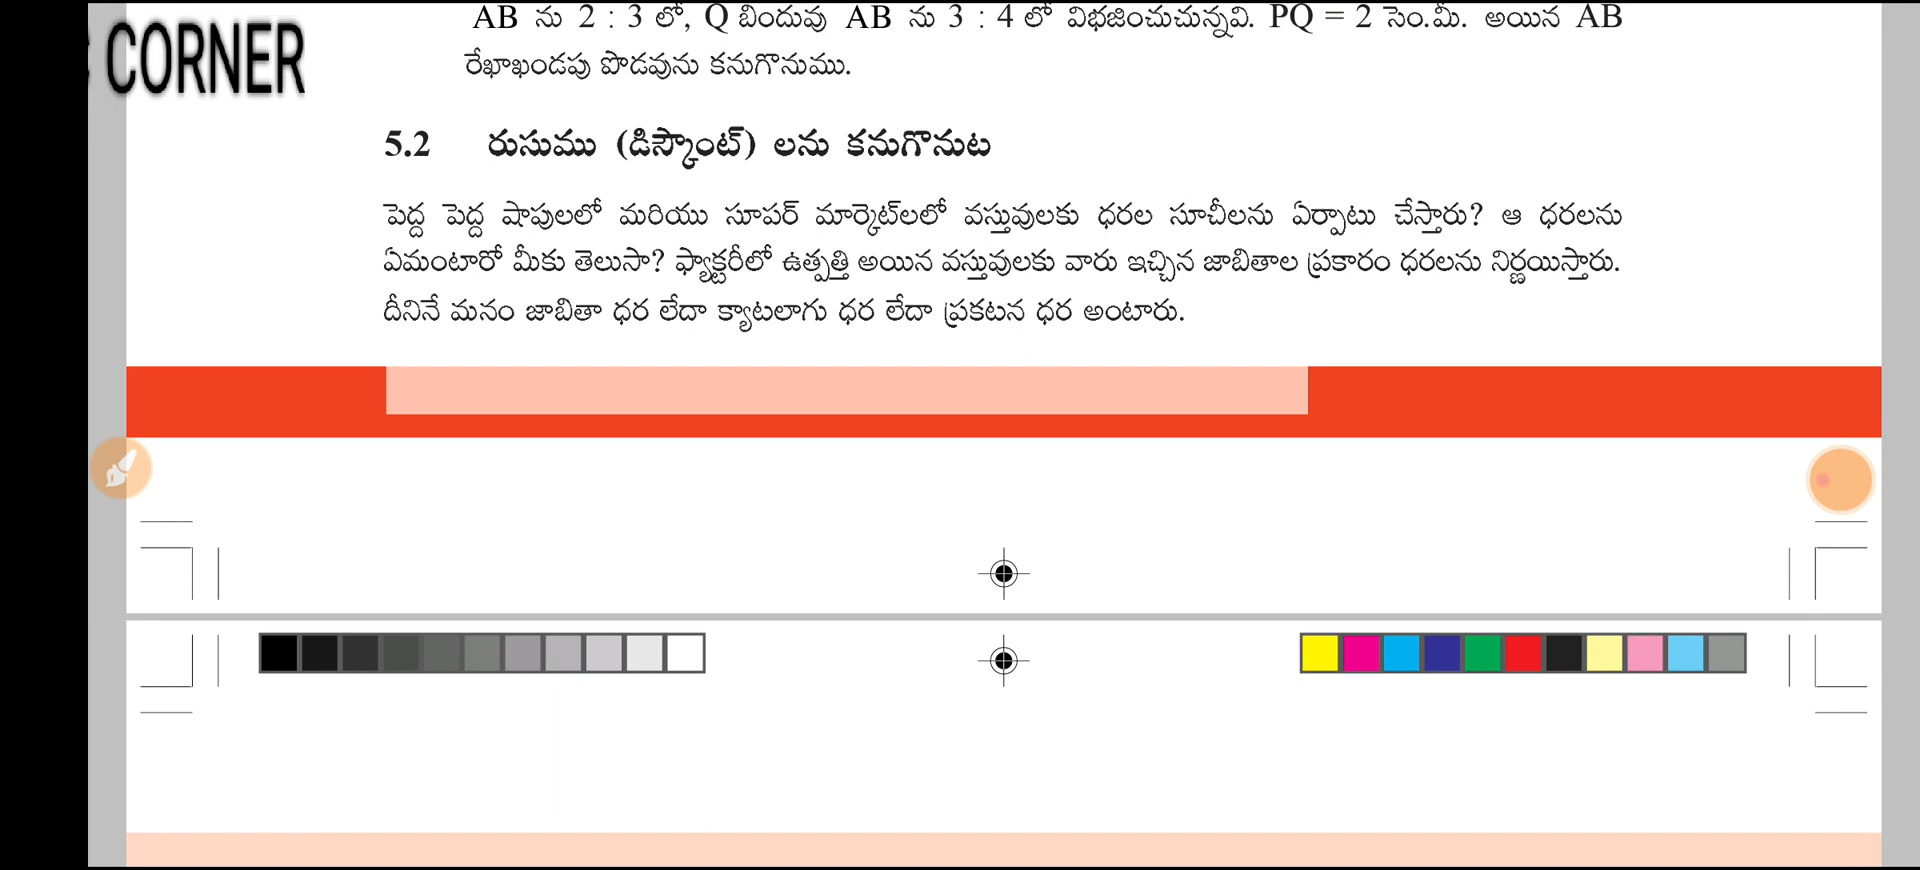 AB ను 2 : 3 లో, Q బిందువు AB ను 3 : 4 లో విభజించుచున్నవి. PQ = 2 సెం.మీ. అయిన AB
CORNER
రేఖాఖండపు పొడవును కనుగొనుము.
5.2 రుసుము (డిస్కౌంట్) లను కనుగొనుట
పెద్ద పెద్ద షాపులలో మరియు సూపర్ మార్కెట్‌లలో వస్తువులకు ధరల సూచీలను ఏర్పాటు చేస్తారు? ఆ ధరలను
ఏమంటారో మీకు తెలుసా? ఫ్యాక్టరీలో ఉత్పత్తి అయిన వస్తువులకు వారు ఇచ్చిన జాబితాల ప్రకారం ధరలను నిర్ణయిస్తారు.
దీనినే మనం జాబితా ధర లేదా క్యాటలాగు ధర లేదా ప్రకటన ధర అంటారు.